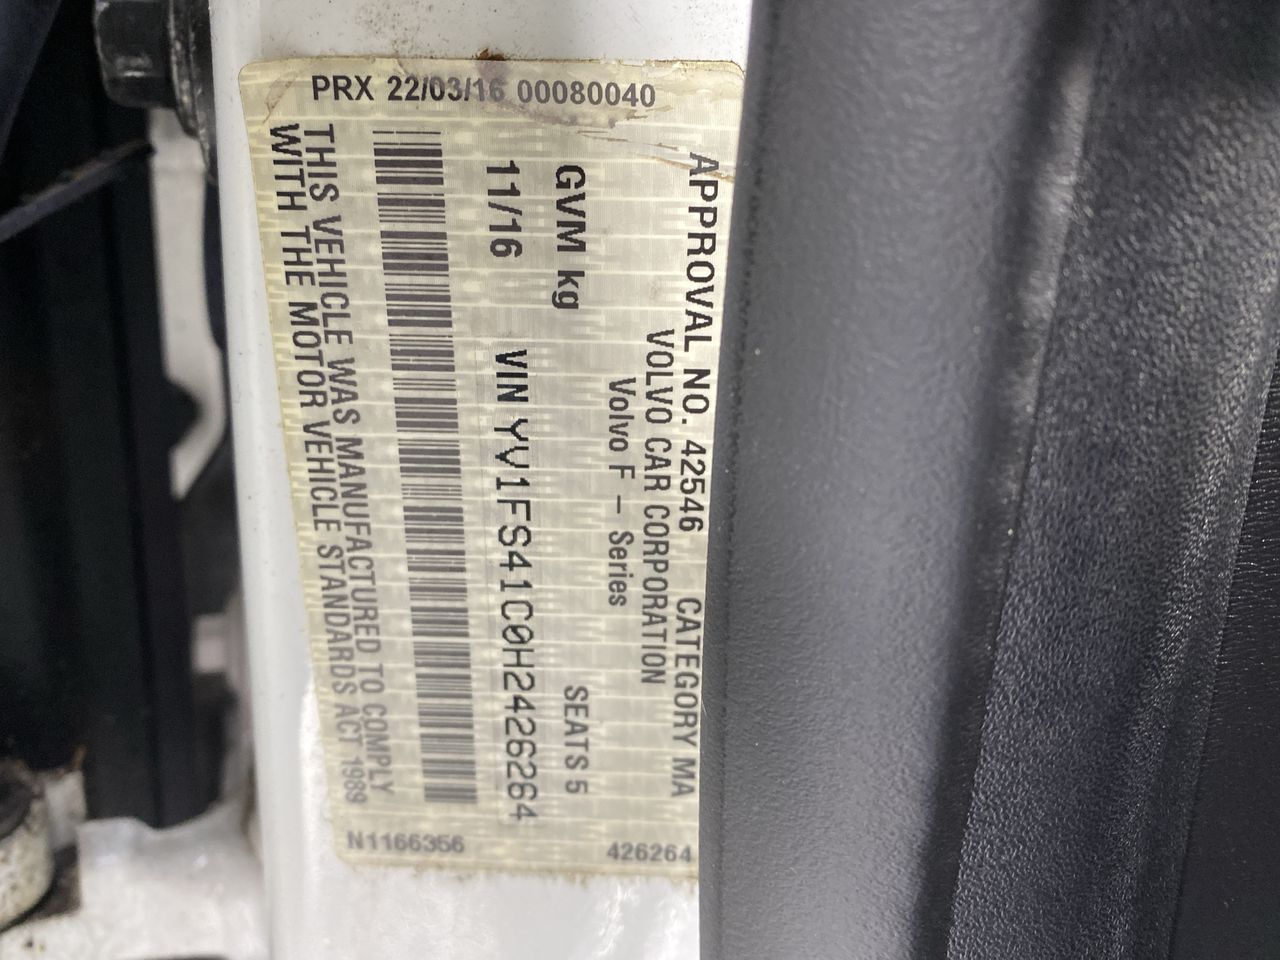 PRX 22/03/16 00080040
APPROVAL NO. 42546 CATEGORY MA
VOLVO CAR CORPORATION
Volvo F - Series
GVM kg SEATS 5
11/16 VIN YV1FS41C0H2426264
THIS VEHICLE WAS MANUFACTURED TO COMPLY
WITH THE MOTOR VEHICLE STANDARDS ACT 1989
N1166356
426264